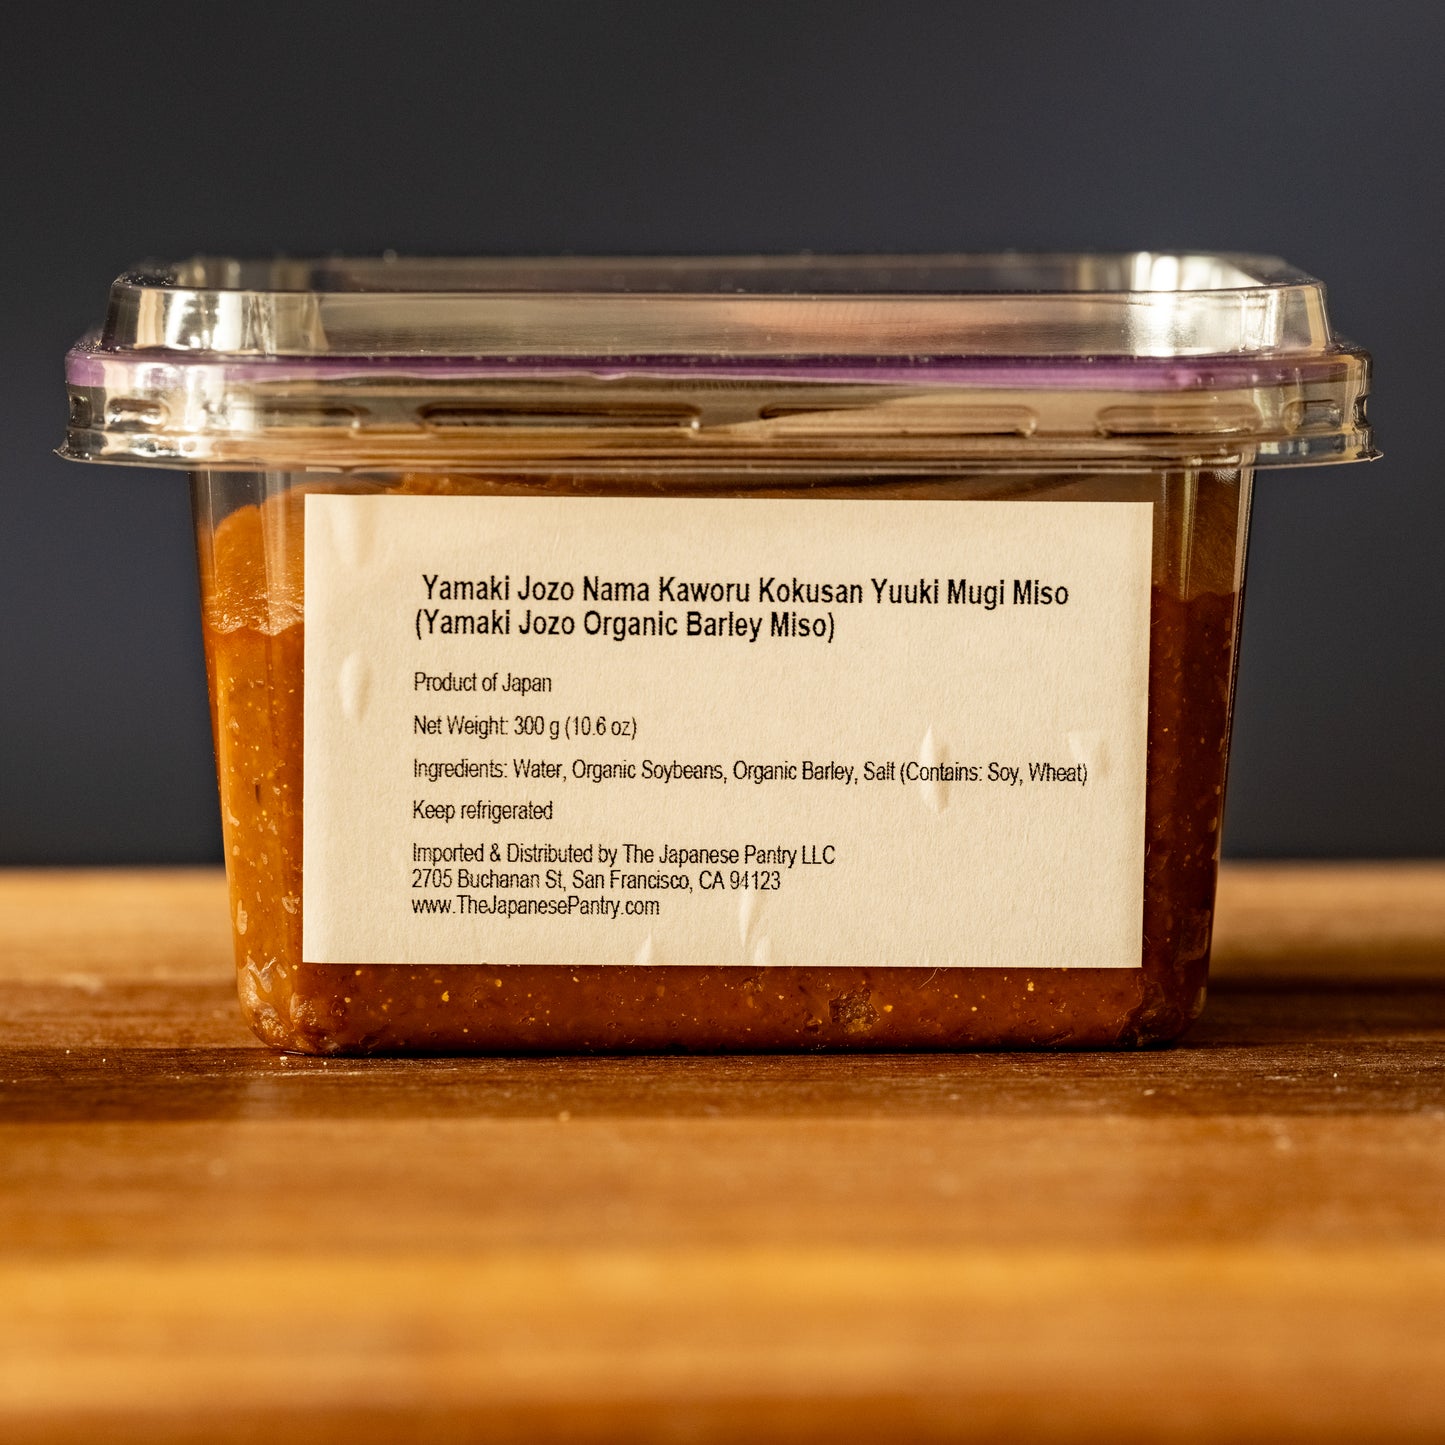 Yamaki Jozo Nama Kaworu Kokusan Yuuki Mugi Miso
(Yamaki Jozo Organic Barley Miso)
Product of Japan
Net Weight: 300 g (10.6 oz)
Ingredients: Water, Organic Soybeans, Organic Barley, Salt (Contains: Soy, Wheat)
Keep refrigerated
Imported & Distributed by The Japanese Pantry LLC
2705 Buchanan St, San Francisco, CA 94123
www.TheJapanesePantry.com